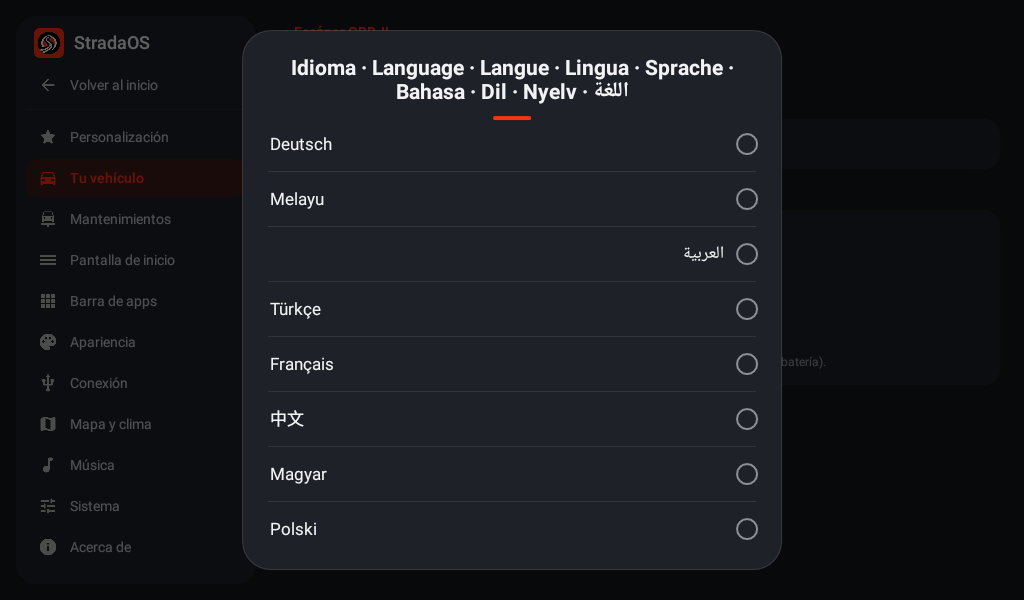 StradaOS
Volver al inicio
Personalización
Tu vehículo
Mantenimientos
Pantalla de inicio
Barra de apps
Apariencia
Conexión
Mapa y clima
Música
Sistema
Acerca de
Idioma · Language · Langue · Lingua · Sprache ·
Bahasa · Dil · Nyelv · اللغة
Deutsch
Melayu
العربية
Türkçe
Français
中文
Magyar
Polski
batería).